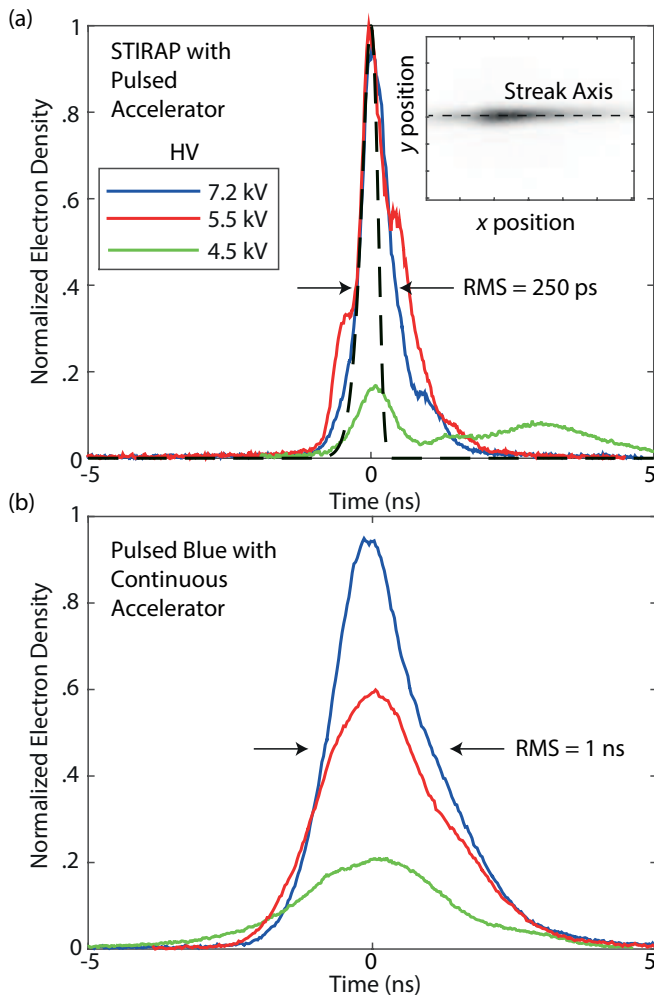 (a)
STIRAP with
Pulsed
Accelerator
HV
7.2 kV
5.5 kV
4.5 kV
Streak Axis
y position
x position
RMS = 250 ps
Normalized Electron Density
1
.8
.6
.4
.2
0
-5
0
5
Time (ns)
(b)
Pulsed Blue with
Continuous
Accelerator
RMS = 1 ns
Normalized Electron Density
1
.8
.6
.4
.2
0
-5
0
5
Time (ns)